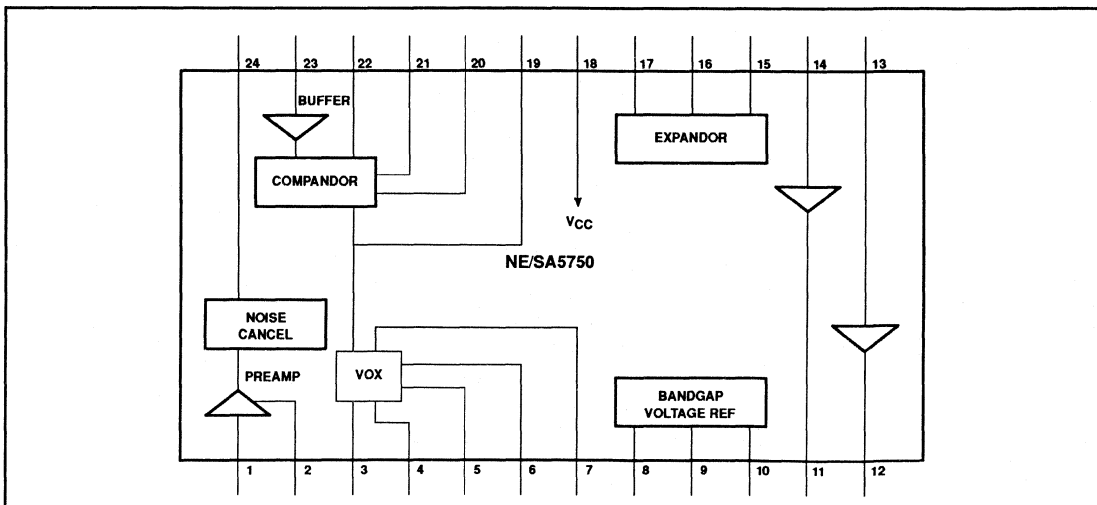 24 23 22 21 20 19 18 17 16 15 14 13
BUFFER
EXPANDOR
COMPANDOR
VCC
NE/SA5750
NOISE
CANCEL
PREAMP
VOX
BANDGAP
VOLTAGE REF
1 2 3 4 5 6 7 8 9 10 11 12